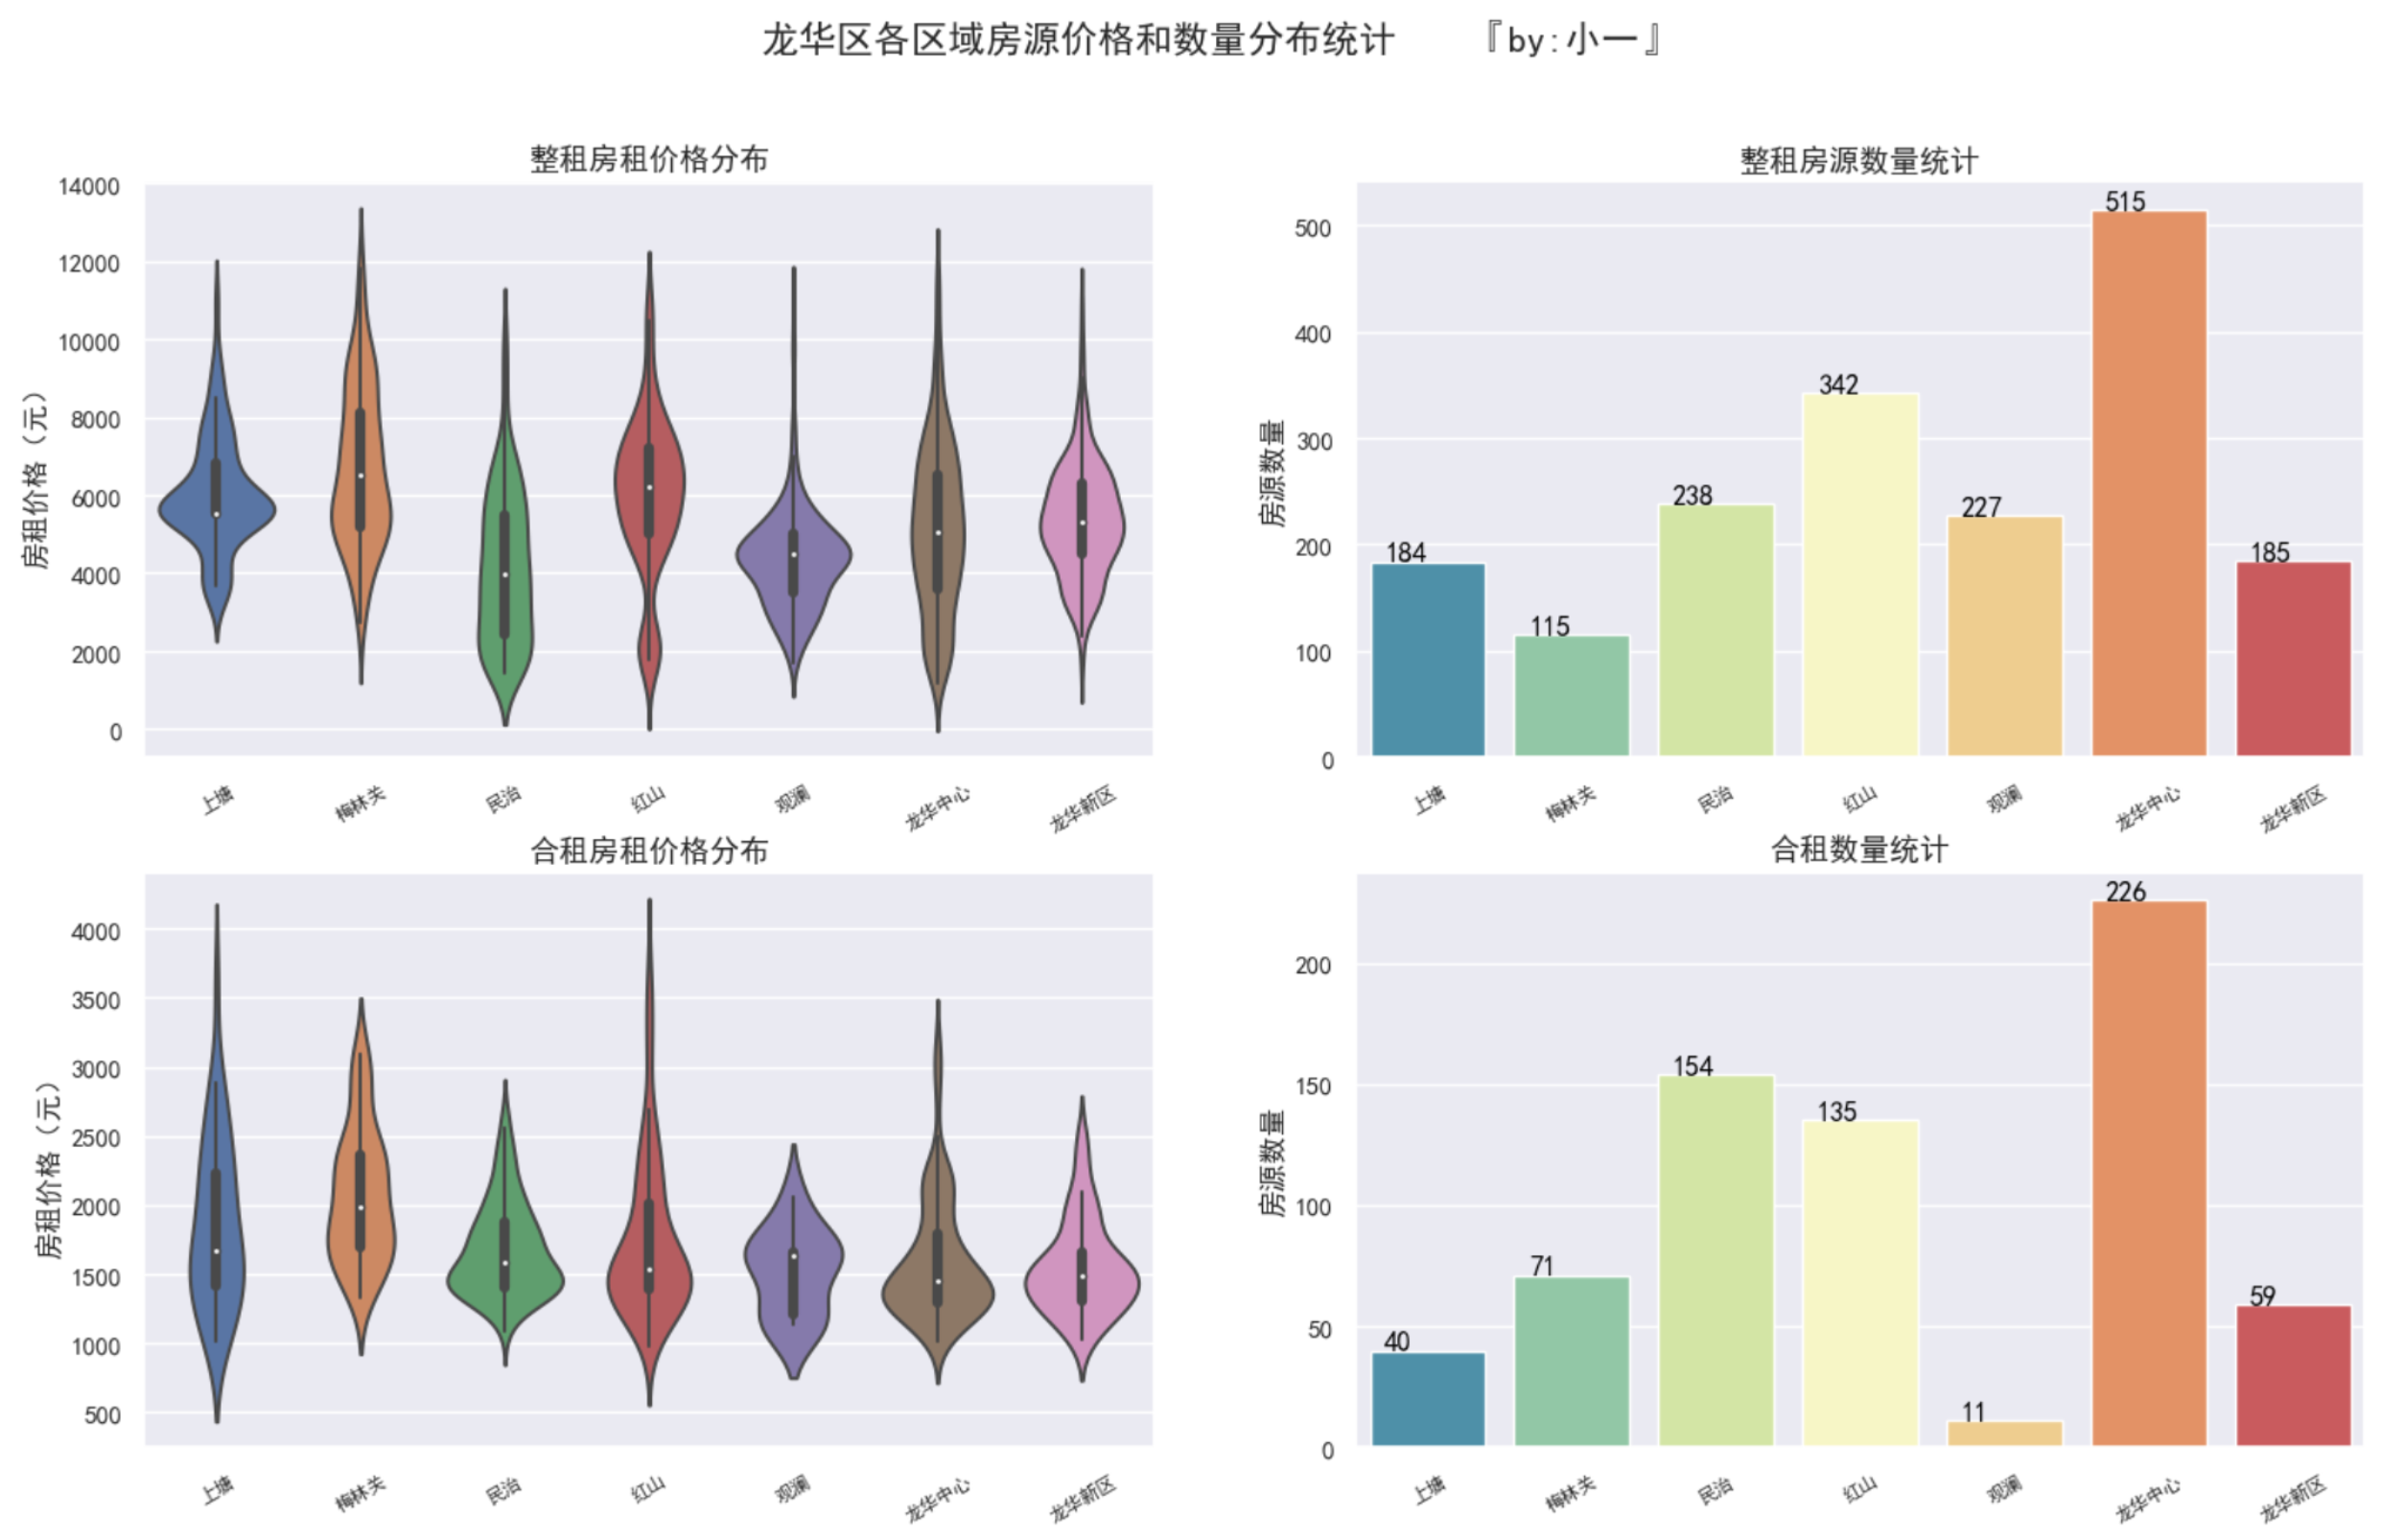 龙华区各区域房源价格和数量分布统计 『by:小一』
整租房租价格分布
房租价格（元）
14000
12000
10000
8000
6000
4000
2000
0
上塘 梅林关 民治 红山 观澜 龙华中心 龙华新区
整租房源数量统计
房源数量
500
400
300
200
100
0
184 115 238 342 227 515 185
上塘 梅林关 民治 红山 观澜 龙华中心 龙华新区
合租房租价格分布
房租价格（元）
4000
3500
3000
2500
2000
1500
1000
500
上塘 梅林关 民治 红山 观澜 龙华中心 龙华新区
合租数量统计
房源数量
200
150
100
50
0
40 71 154 135 11 226 59
上塘 梅林关 民治 红山 观澜 龙华中心 龙华新区